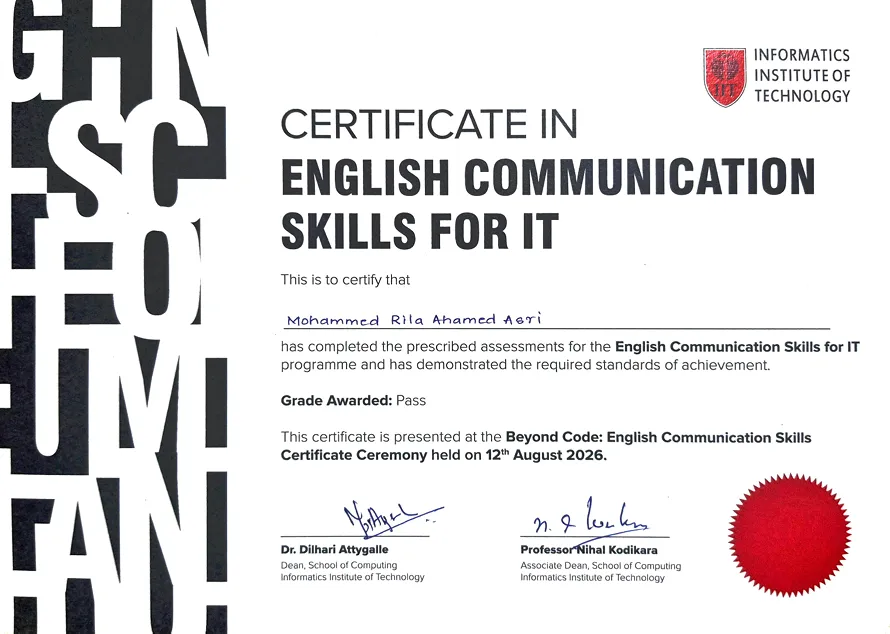 INFORMATICS
INSTITUTE OF
TECHNOLOGY
CERTIFICATE IN
ENGLISH COMMUNICATION
SKILLS FOR IT
This is to certify that
Mohammed Rila Ahamed Asri
has completed the prescribed assessments for the English Communication Skills for IT
programme and has demonstrated the required standards of achievement.
Grade Awarded: Pass
This certificate is presented at the Beyond Code: English Communication Skills
Certificate Ceremony held on 12th August 2026.
Dr. Dilhari Attygalle
Dean, School of Computing
Informatics Institute of Technology
Professor Nihal Kodikara
Associate Dean, School of Computing
Informatics Institute of Technology